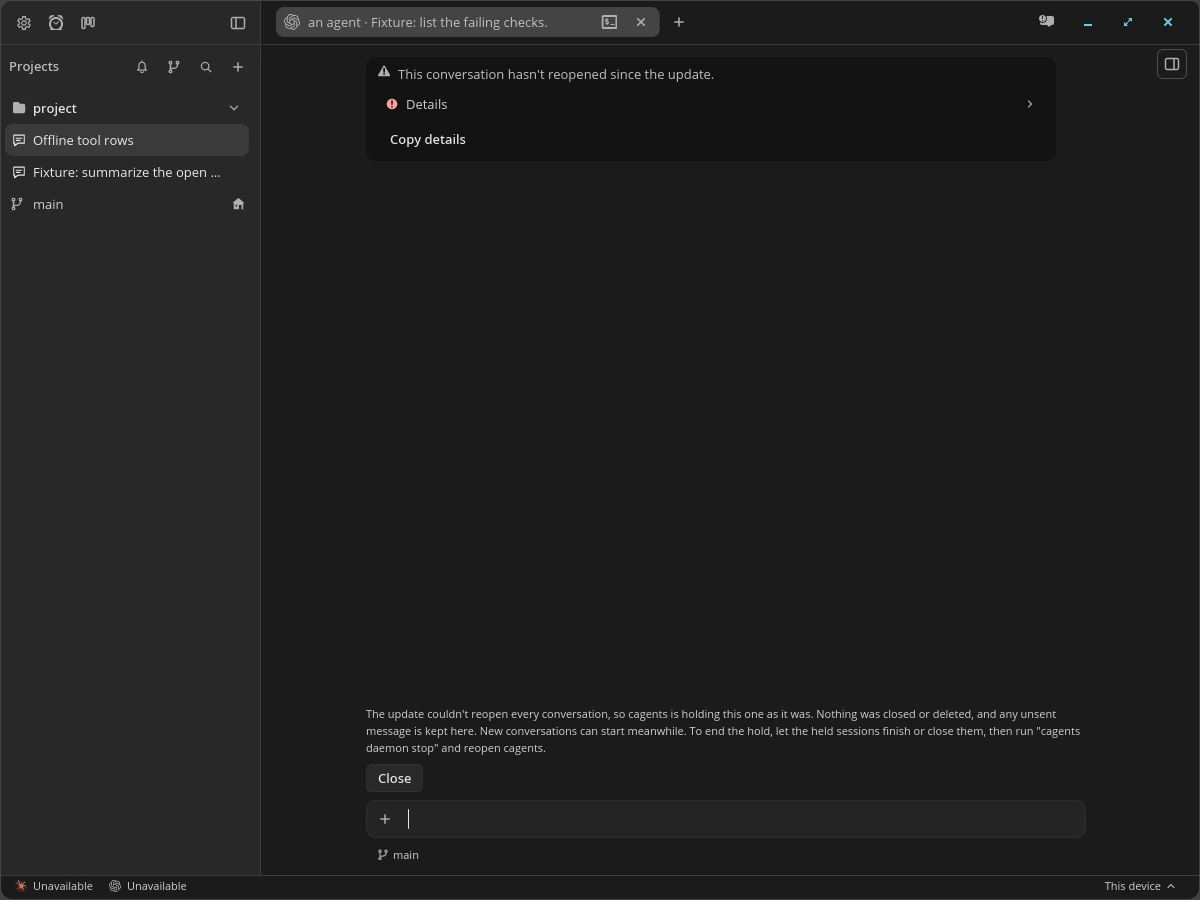 an agent · Fixture: list the failing checks.
Projects
project
Offline tool rows
Fixture: summarize the open ...
main
This conversation hasn't reopened since the update.
Details
Copy details
The update couldn't reopen every conversation, so cagents is holding this one as it was. Nothing was closed or deleted, and any unsent
message is kept here. New conversations can start meanwhile. To end the hold, let the held sessions finish or close them, then run "cagents
daemon stop" and reopen cagents.
Close
main
Unavailable
Unavailable
This device